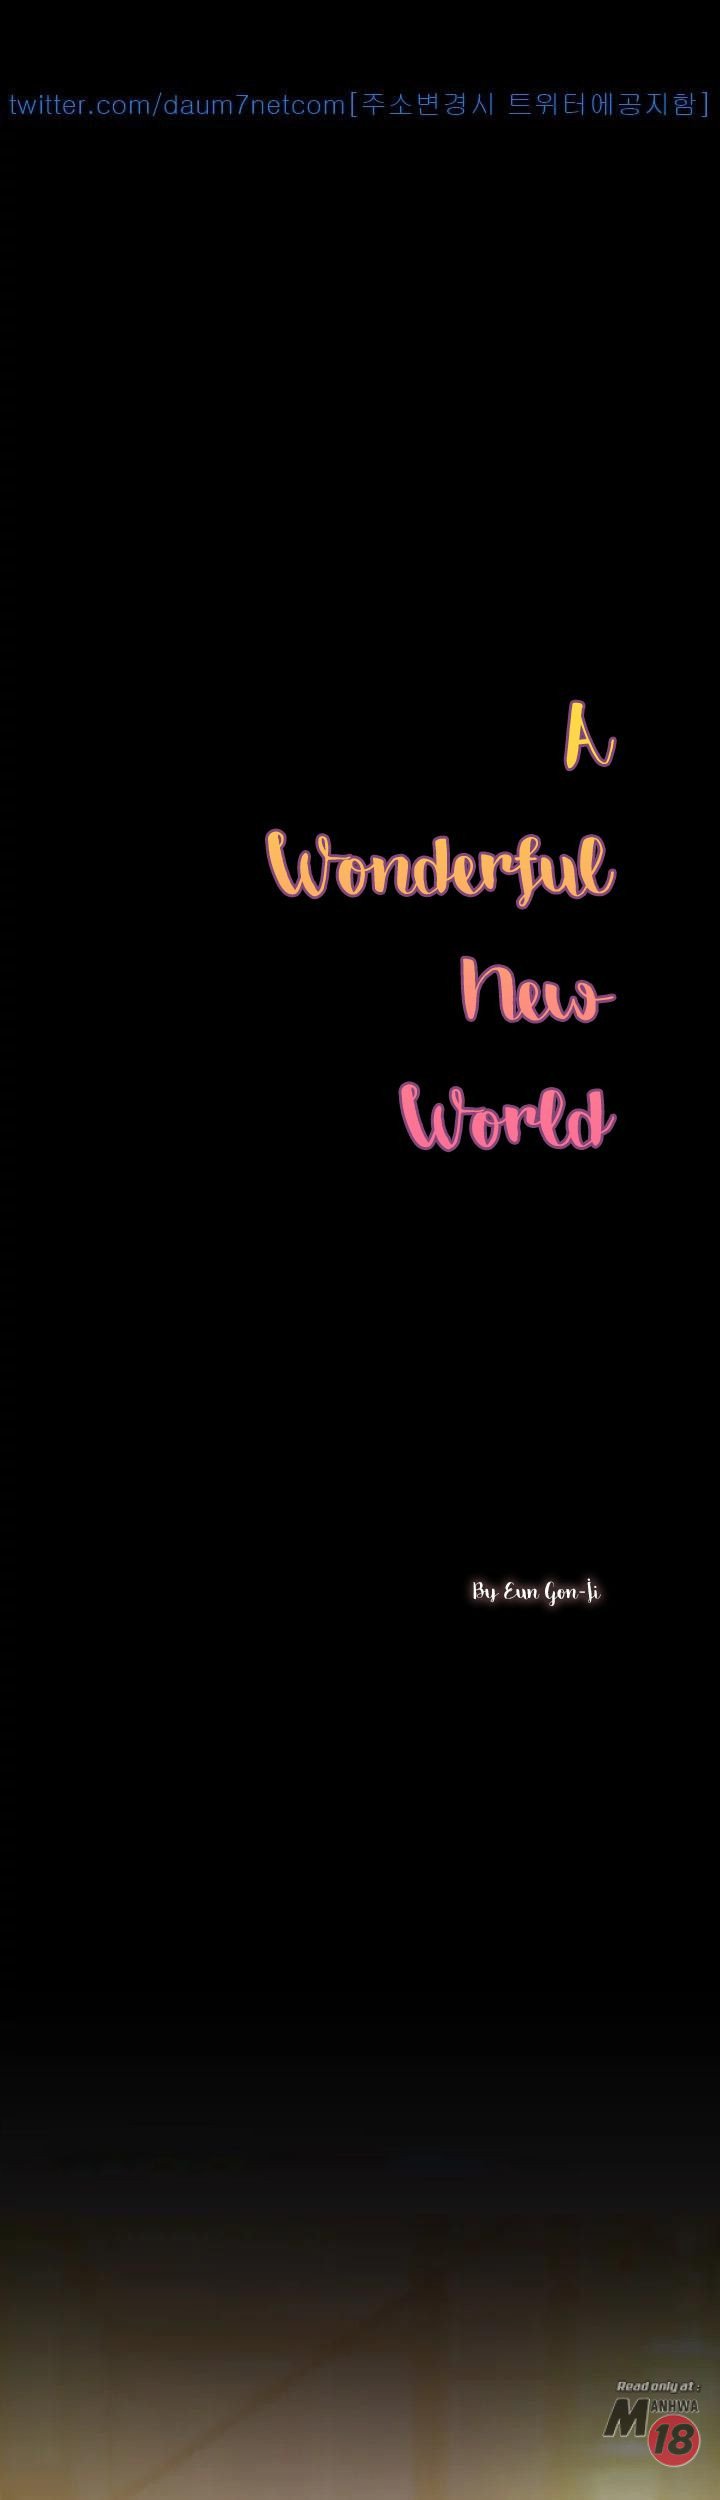 twitter.com/daum7netcom[주소변경시 트위터에공지함]
A
Wonderful
New
World
By Eun Gon-Ji
Read only at :
MANHWA
18